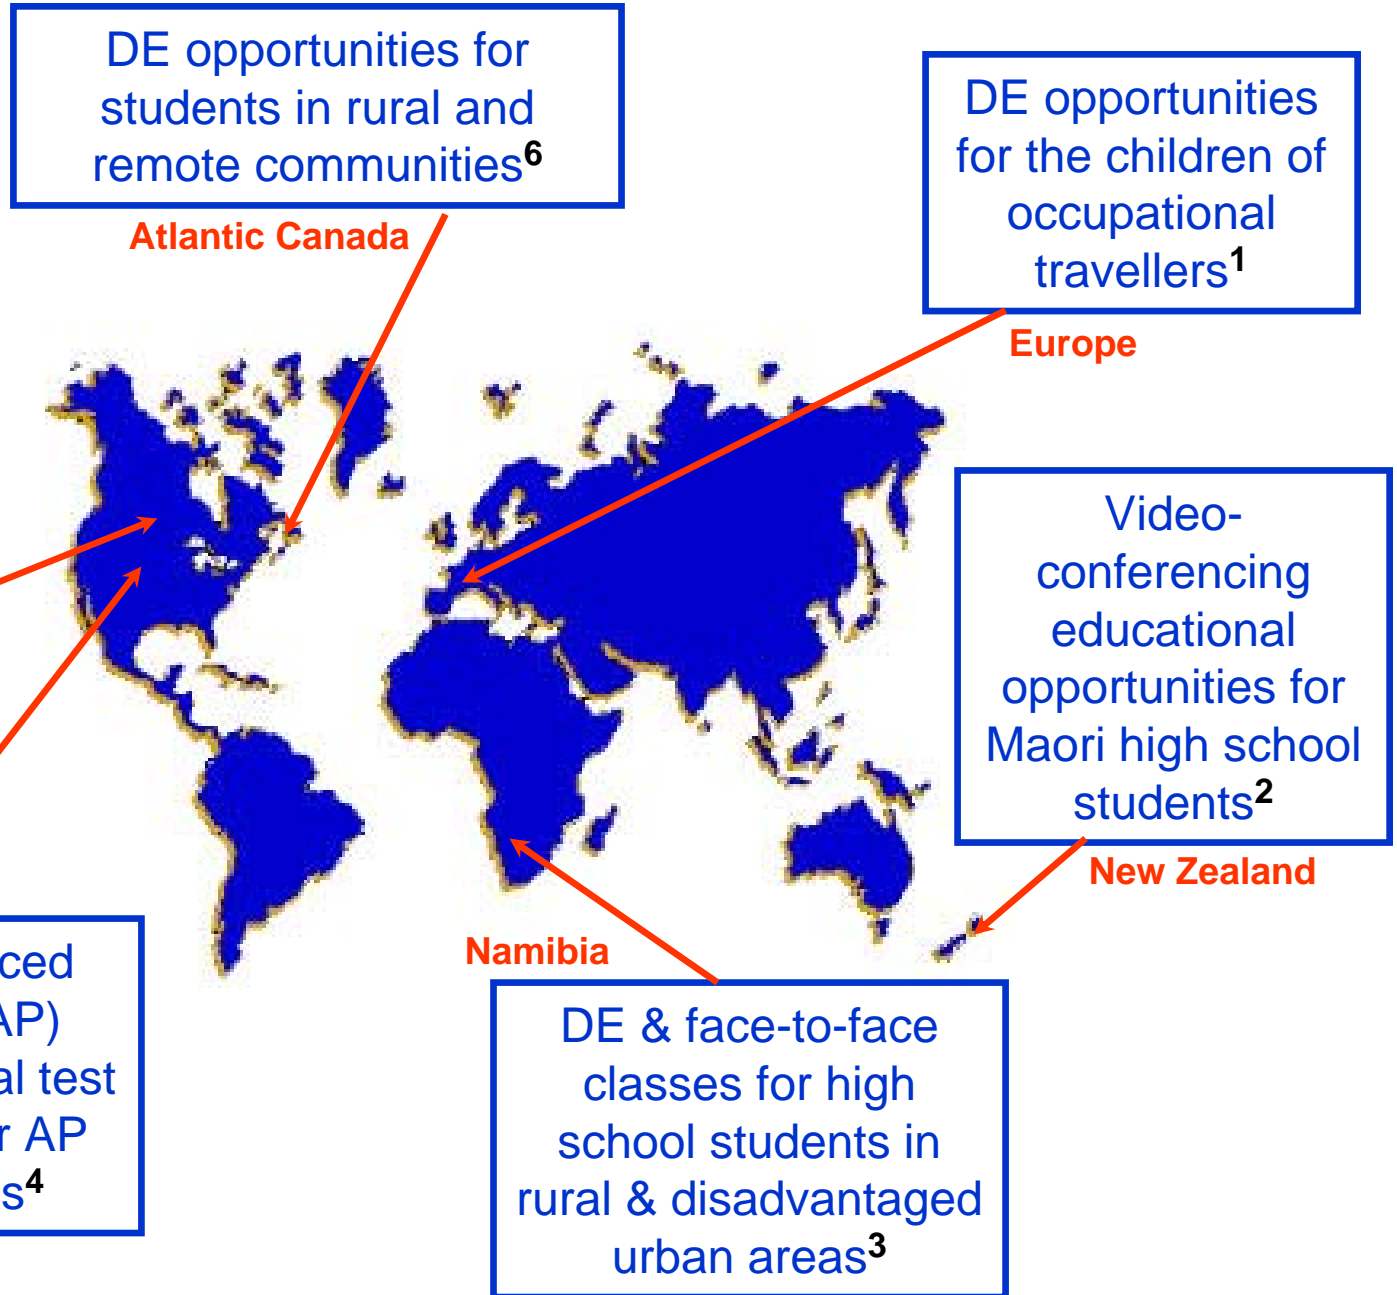 DE opportunities for
students in rural and
remote communities6
Atlantic Canada
DE opportunities
for the children of
occupational
travellers1
Europe
Video-
conferencing
educational
opportunities for
Maori high school
students2
New Zealand
Namibia
DE & face-to-face
classes for high
school students in
rural & disadvantaged
urban areas3
ced
AP)
al test
r AP
s4